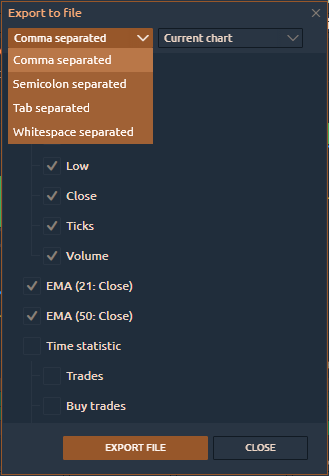 Export to file
Comma separated
Current chart
Comma separated
Semicolon separated
Tab separated
Whitespace separated
Low
Close
Ticks
Volume
EMA (21: Close)
EMA (50: Close)
Time statistic
Trades
Buy trades
EXPORT FILE
CLOSE